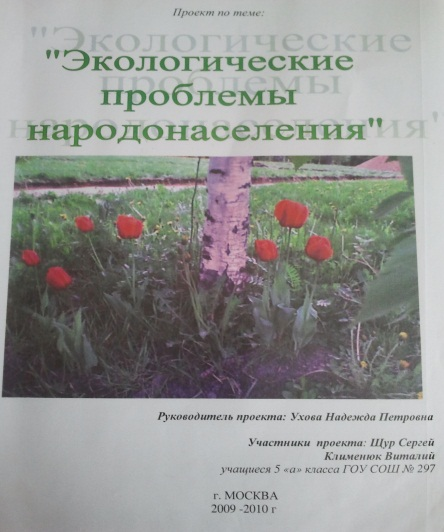 Проект по теме:
"Экологические
проблемы
народонаселения"
Руководитель проекта: Ухова Надежда Петровна
Участники проекта: Щур Сергей
Клименюк Виталий
учащиеся 5 «а» класса ГОУ СОШ № 297
г. МОСКВА
2009 -2010 г